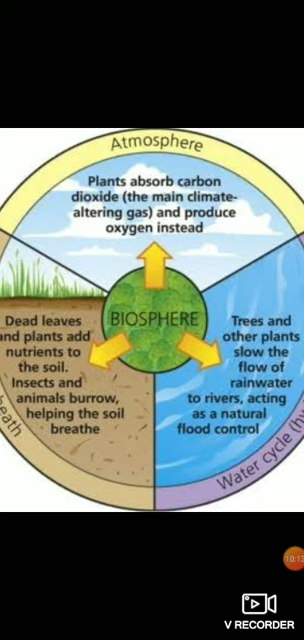 Atmosphere
Plants absorb carbon
dioxide (the main climate-
altering gas) and produce
oxygen instead
BIOSPHERE
Dead leaves
and plants add
nutrients to
the soil.
Insects and
animals burrow,
helping the soil
breathe
Trees and
other plants
slow the
flow of
rainwater
to rivers, acting
as a natural
flood control
Water cycle
10:13
V RECORDER